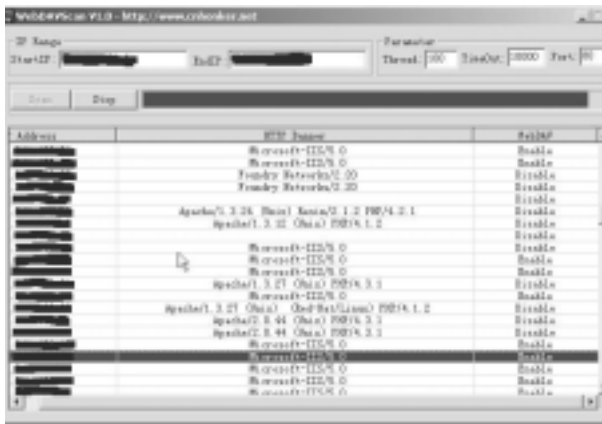 WebDAVScan V1.0 - http://www.cnhonker.net
IP Range
StartIP:
EndIP:
Parameter
Thread: 100
TimeOut: 10000
Port: 80
Scan
Stop
Address HTTP Banner WebDAV
Microsoft-IIS/5.0 Enable
Microsoft-IIS/5.0 Enable
Foundry Networks/2.20 Disable
Foundry Networks/2.20 Disable
Disable
Apache/1.3.26 (Unix) PHP/4.2.1 Disable
Apache/1.3.12 (Unix) PHP/4.1.2 Disable
Disable
Microsoft-IIS/5.0 Disable
Microsoft-IIS/5.0 Enable
Microsoft-IIS/5.0 Enable
Apache/1.3.27 (Unix) PHP/4.3.1 Disable
Microsoft-IIS/5.0 Enable
Apache/1.3.27 (Unix) (Red-Hat/Linux) PHP/4.1.2 Disable
Apache/2.0.44 (Unix) PHP/4.3.1 Disable
Apache/2.0.44 (Unix) PHP/4.3.1 Disable
Microsoft-IIS/5.0 Enable
Microsoft-IIS/5.0 Enable
Microsoft-IIS/5.0 Enable
Microsoft-IIS/5.0 Enable
Microsoft-IIS/5.0 Enable